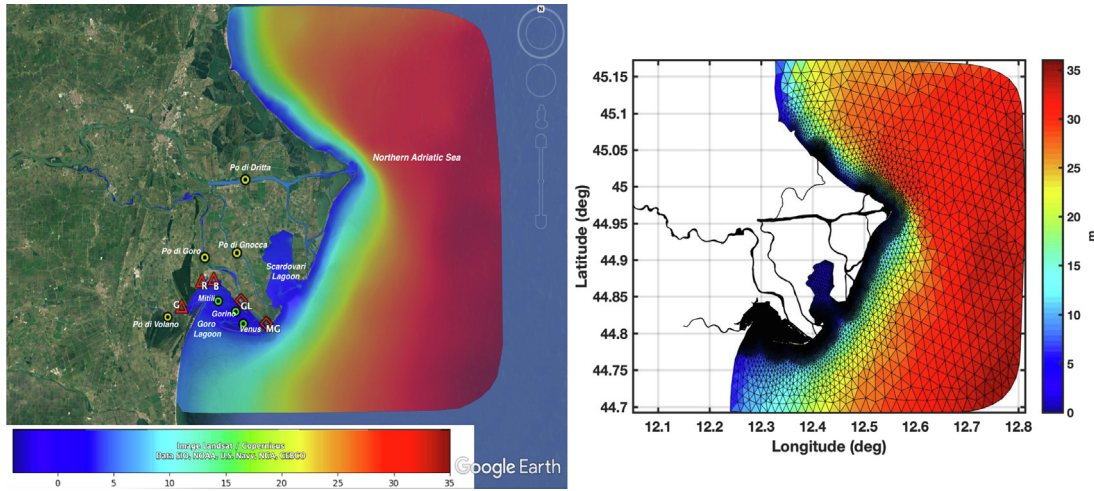 N
Northern Adriatic Sea
Po di Dritta
Po di Goro
Po di Gnocca
Scardovari
Lagoon
R
B
Mitili
G
GL
Gorino
Po di Volano
Goro
Lagoon
Venus
MG
Image Landsat / Copernicus
Data SIO, NOAA, U.S. Navy, NGA, GEBCO
Google Earth
0 5 10 15 20 25 30 35
45.15
45.1
45.05
45
44.95
44.9
44.85
44.8
44.75
44.7
Latitude (deg)
12.1 12.2 12.3 12.4 12.5 12.6 12.7 12.8
Longitude (deg)
35
30
25
20
15
10
5
0
m